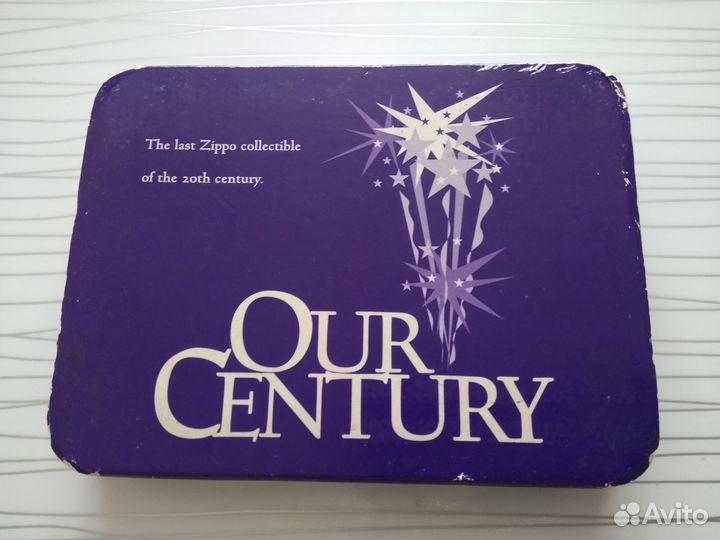 The last Zippo collectible
of the 20th century.
OUR
CENTURY
Avito